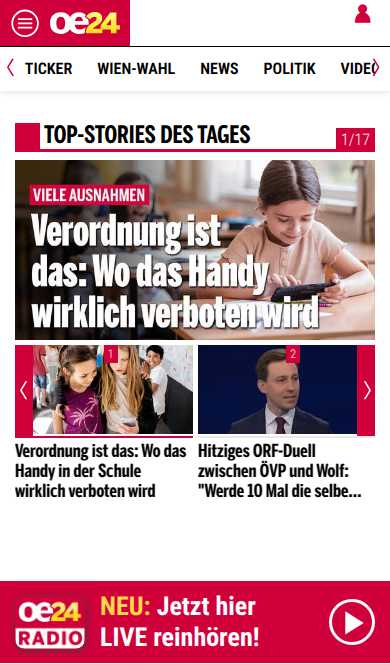 oe24
TICKER WIEN-WAHL NEWS POLITIK
TOP-STORIES DES TAGES
1/17
VIELE AUSNAHMEN
Verordnung ist
das: Wo das Handy
wirklich verboten wird
1
2
Verordnung ist das: Wo das
Handy in der Schule
wirklich verboten wird
Hitziges ORF-Duell
zwischen ÖVP und Wolf:
"Werde 10 Mal die selbe...
oe24
RADIO
NEU: Jetzt hier
LIVE reinhören!